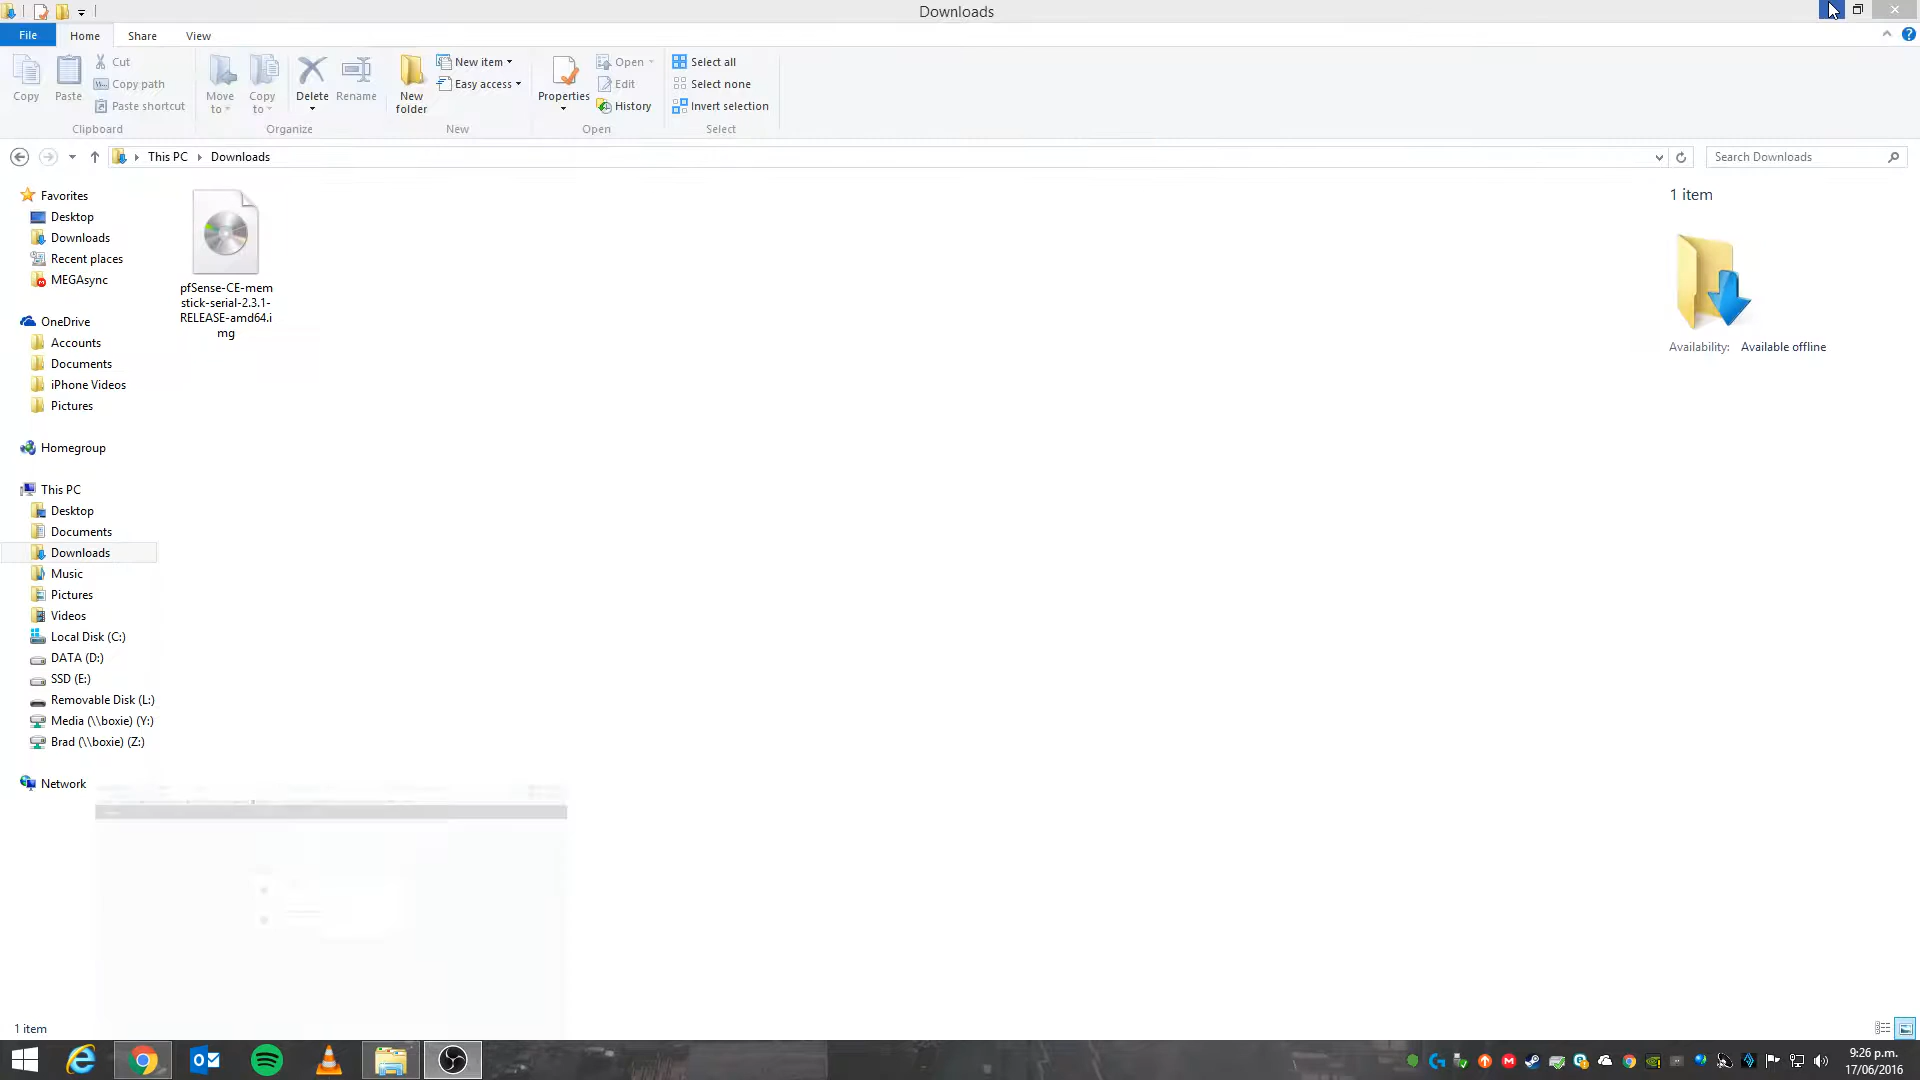 Downloads
File Home Share View
Copy
Paste
Cut
Copy path
Paste shortcut
Clipboard
Move
to
Copy
to
Delete
Rename
Organize
New
folder
New item
Easy access
New
Properties
Open
Edit
History
Open
Select all
Select none
Invert selection
Select
This PC Downloads
Search Downloads
Favorites
Desktop
Downloads
Recent places
MEGAsync
OneDrive
Accounts
Documents
iPhone Videos
Pictures
Homegroup
This PC
Desktop
Documents
Downloads
Music
Pictures
Videos
Local Disk (C:)
DATA (D:)
SSD (E:)
Removable Disk (L:)
Media (\\boxie) (Y:)
Brad (\\boxie) (Z:)
Network
pfSense-CE-mem
stick-serial-2.3.1-
RELEASE-amd64.i
mg
1 item
Availability: Available offline
1 item
9:26 p.m.
17/06/2016